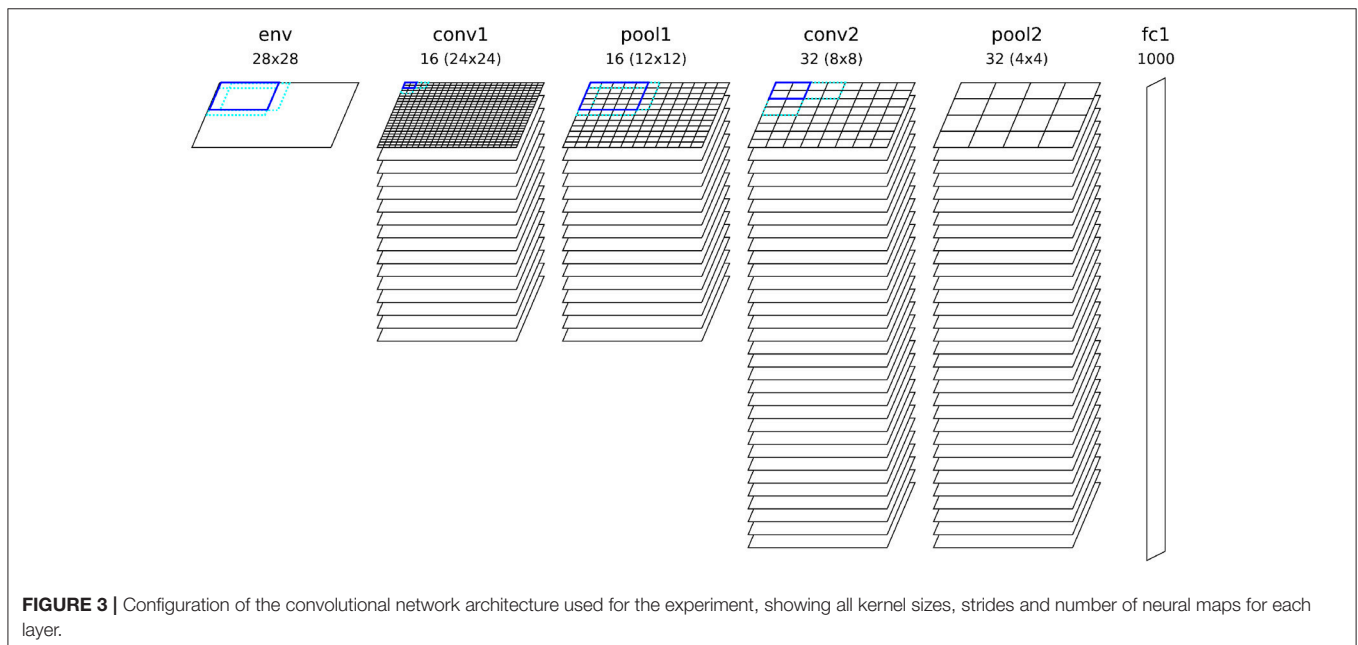 env conv1 pool1 conv2 pool2 fc1
28x28 16 (24x24) 16 (12x12) 32 (8x8) 32 (4x4) 1000
FIGURE 3 | Configuration of the convolutional network architecture used for the experiment, showing all kernel sizes, strides and number of neural maps for each
layer.